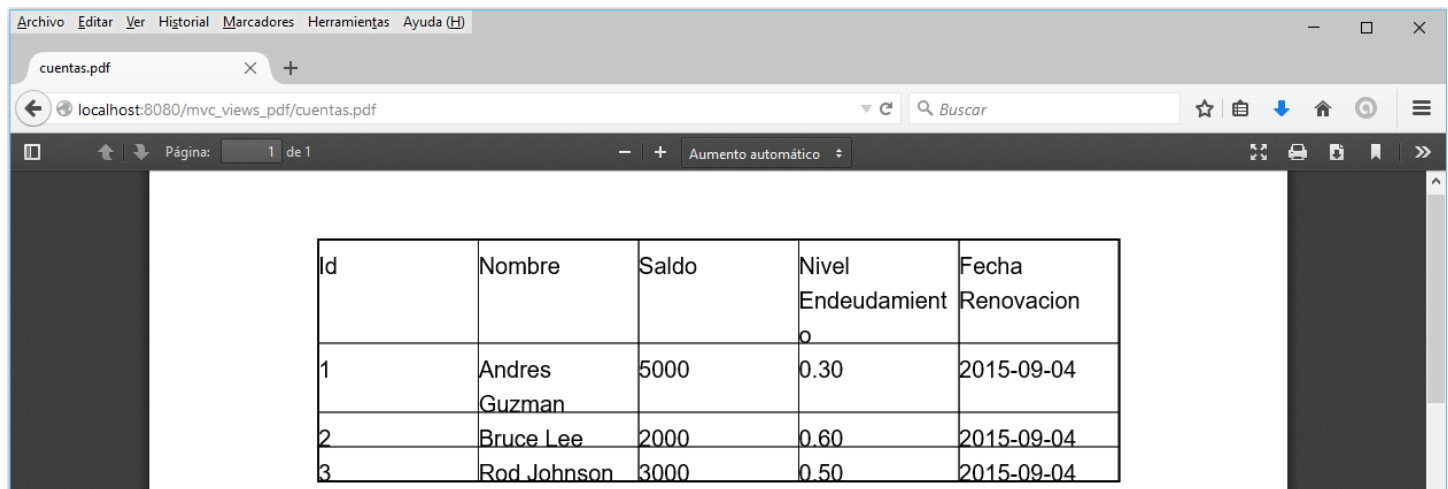 Archivo Editar Ver Historial Marcadores Herramientas Ayuda (H)
cuentas.pdf
localhost:8080/mvc_views_pdf/cuentas.pdf
Buscar
Página: 1 de 1
Aumento automático
Id Nombre Saldo Nivel Fecha
Endeudamient Renovacion
o
1 Andres 5000 0.30 2015-09-04
Guzman
2 Bruce Lee 2000 0.60 2015-09-04
3 Rod Johnson 3000 0.50 2015-09-04